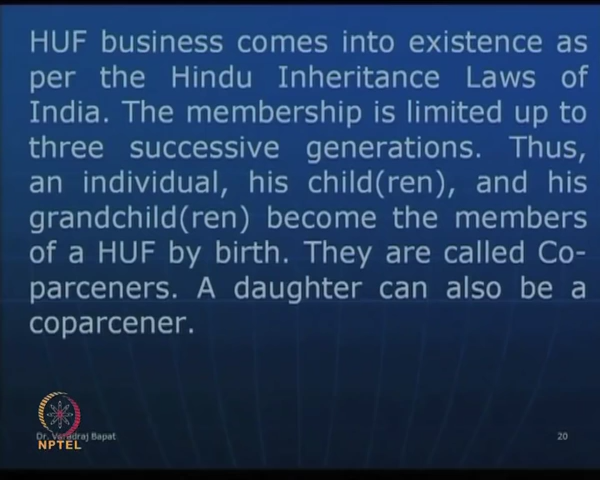 HUF business comes into existence as
per the Hindu Inheritance Laws of
India. The membership is limited up to
three successive generations. Thus,
an individual, his child(ren), and his
grandchild(ren) become the members
of a HUF by birth. They are called Co-
parceners. A daughter can also be a
coparcener.
Dr. Varadraj Bapat
20
NPTEL